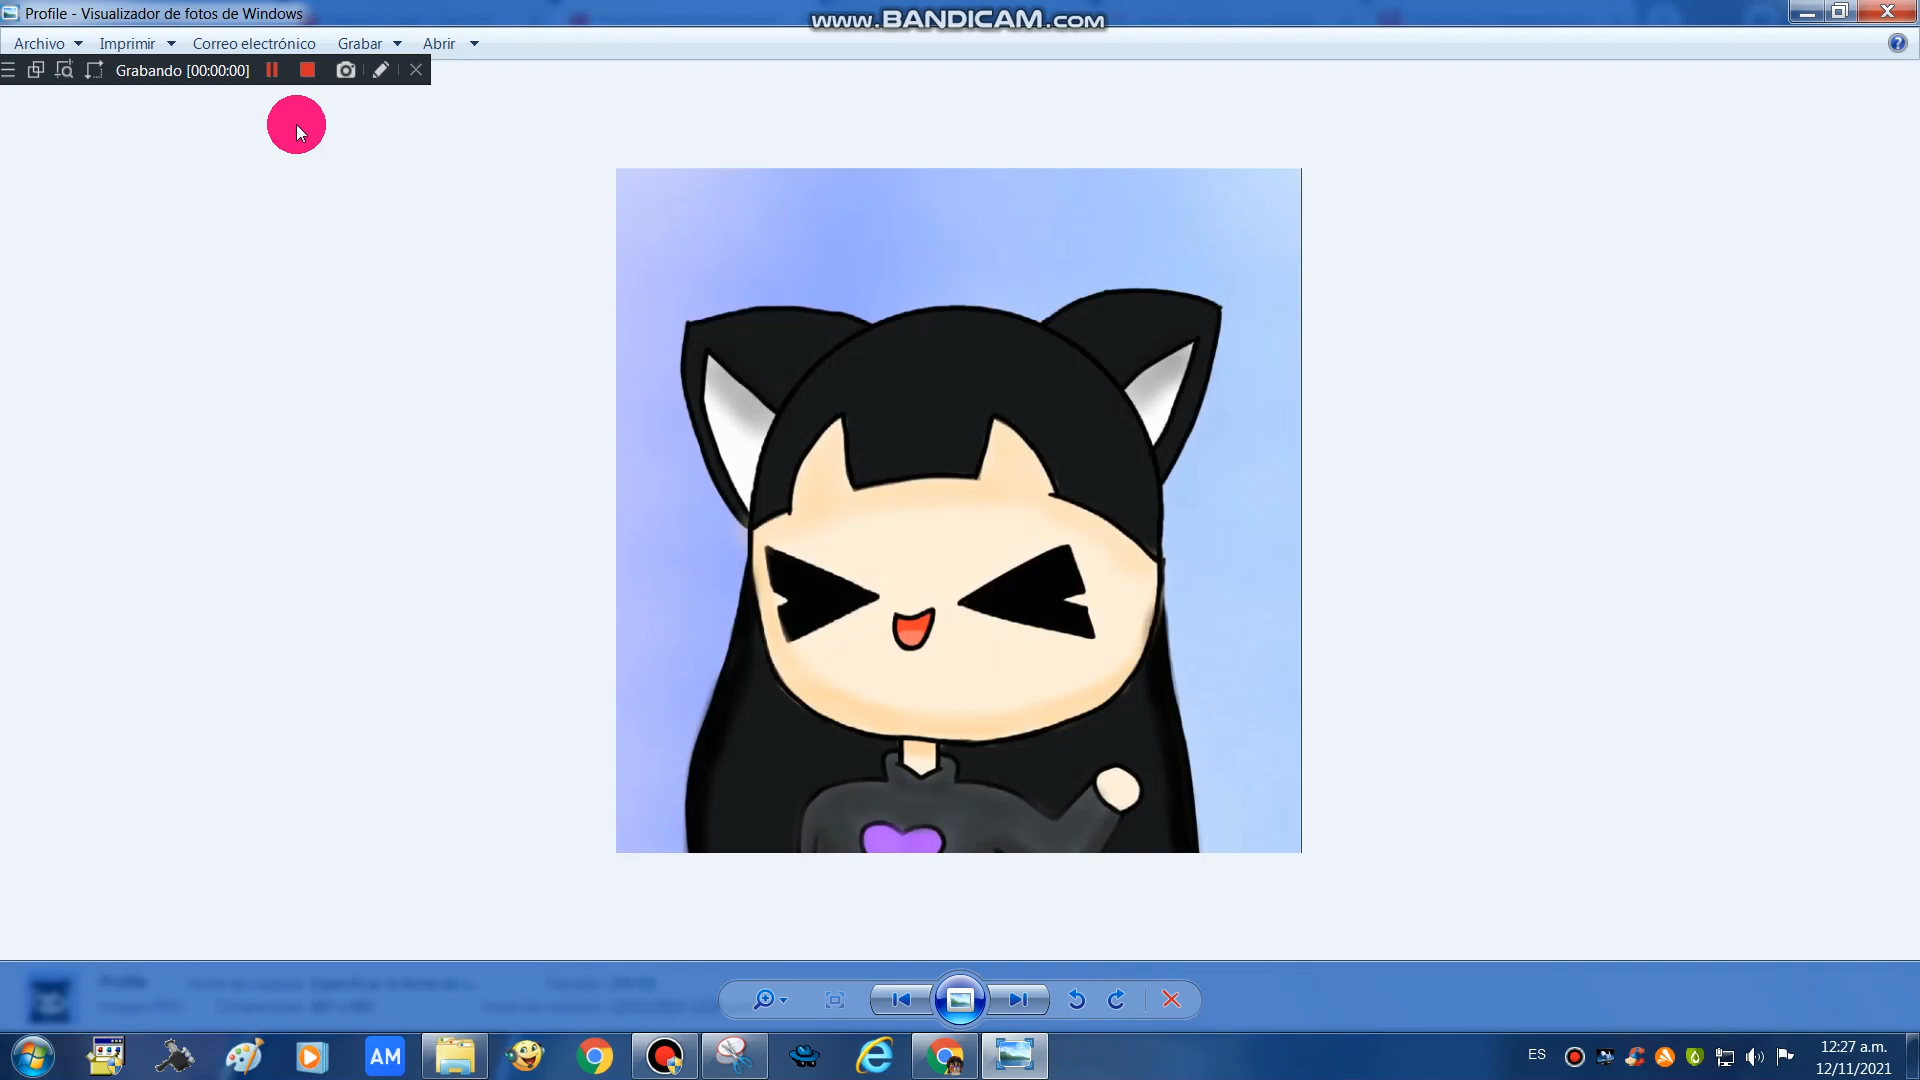 Profile - Visualizador de fotos de Windows
www.BANDICAM.com
Archivo Imprimir Correo electrónico Grabar Abrir
Grabando [00:00:00]
Profile
AM
ES
12:27 a.m.
12/11/2021